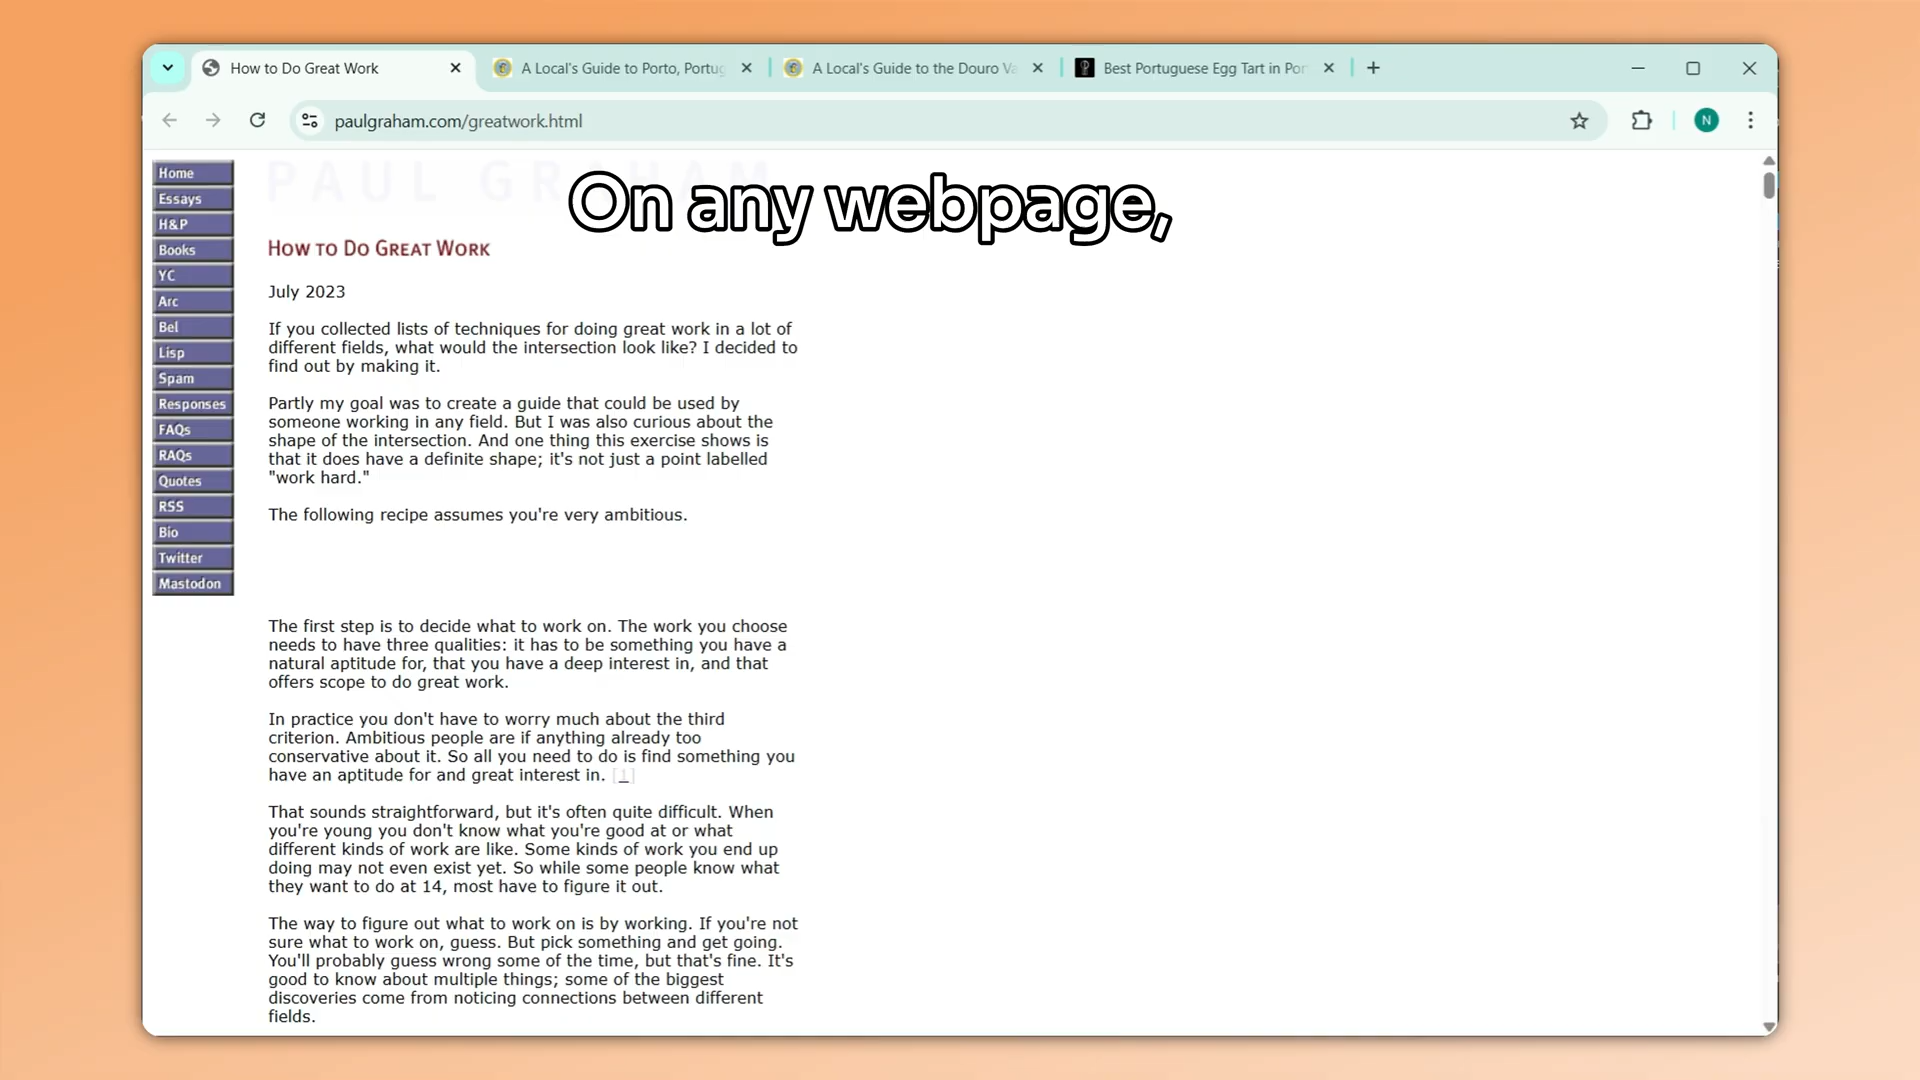 How to Do Great Work
A Local's Guide to Porto, Portug
A Local's Guide to the Douro Va
Best Portuguese Egg Tart in Por
paulgraham.com/greatwork.html
N
Home
Essays
H&P
Books
YC
Arc
Bel
Lisp
Spam
Responses
FAQs
RAQs
Quotes
RSS
Bio
Twitter
Mastodon
PAUL GRAHAM
On any webpage,
How to Do Great Work
July 2023
If you collected lists of techniques for doing great work in a lot of
different fields, what would the intersection look like? I decided to
find out by making it.
Partly my goal was to create a guide that could be used by
someone working in any field. But I was also curious about the
shape of the intersection. And one thing this exercise shows is
that it does have a definite shape; it's not just a point labelled
"work hard."
The following recipe assumes you're very ambitious.
The first step is to decide what to work on. The work you choose
needs to have three qualities: it has to be something you have a
natural aptitude for, that you have a deep interest in, and that
offers scope to do great work.
In practice you don't have to worry much about the third
criterion. Ambitious people are if anything already too
conservative about it. So all you need to do is find something you
have an aptitude for and great interest in. [1]
That sounds straightforward, but it's often quite difficult. When
you're young you don't know what you're good at or what
different kinds of work are like. Some kinds of work you end up
doing may not even exist yet. So while some people know what
they want to do at 14, most have to figure it out.
The way to figure out what to work on is by working. If you're not
sure what to work on, guess. But pick something and get going.
You'll probably guess wrong some of the time, but that's fine. It's
good to know about multiple things; some of the biggest
discoveries come from noticing connections between different
fields.